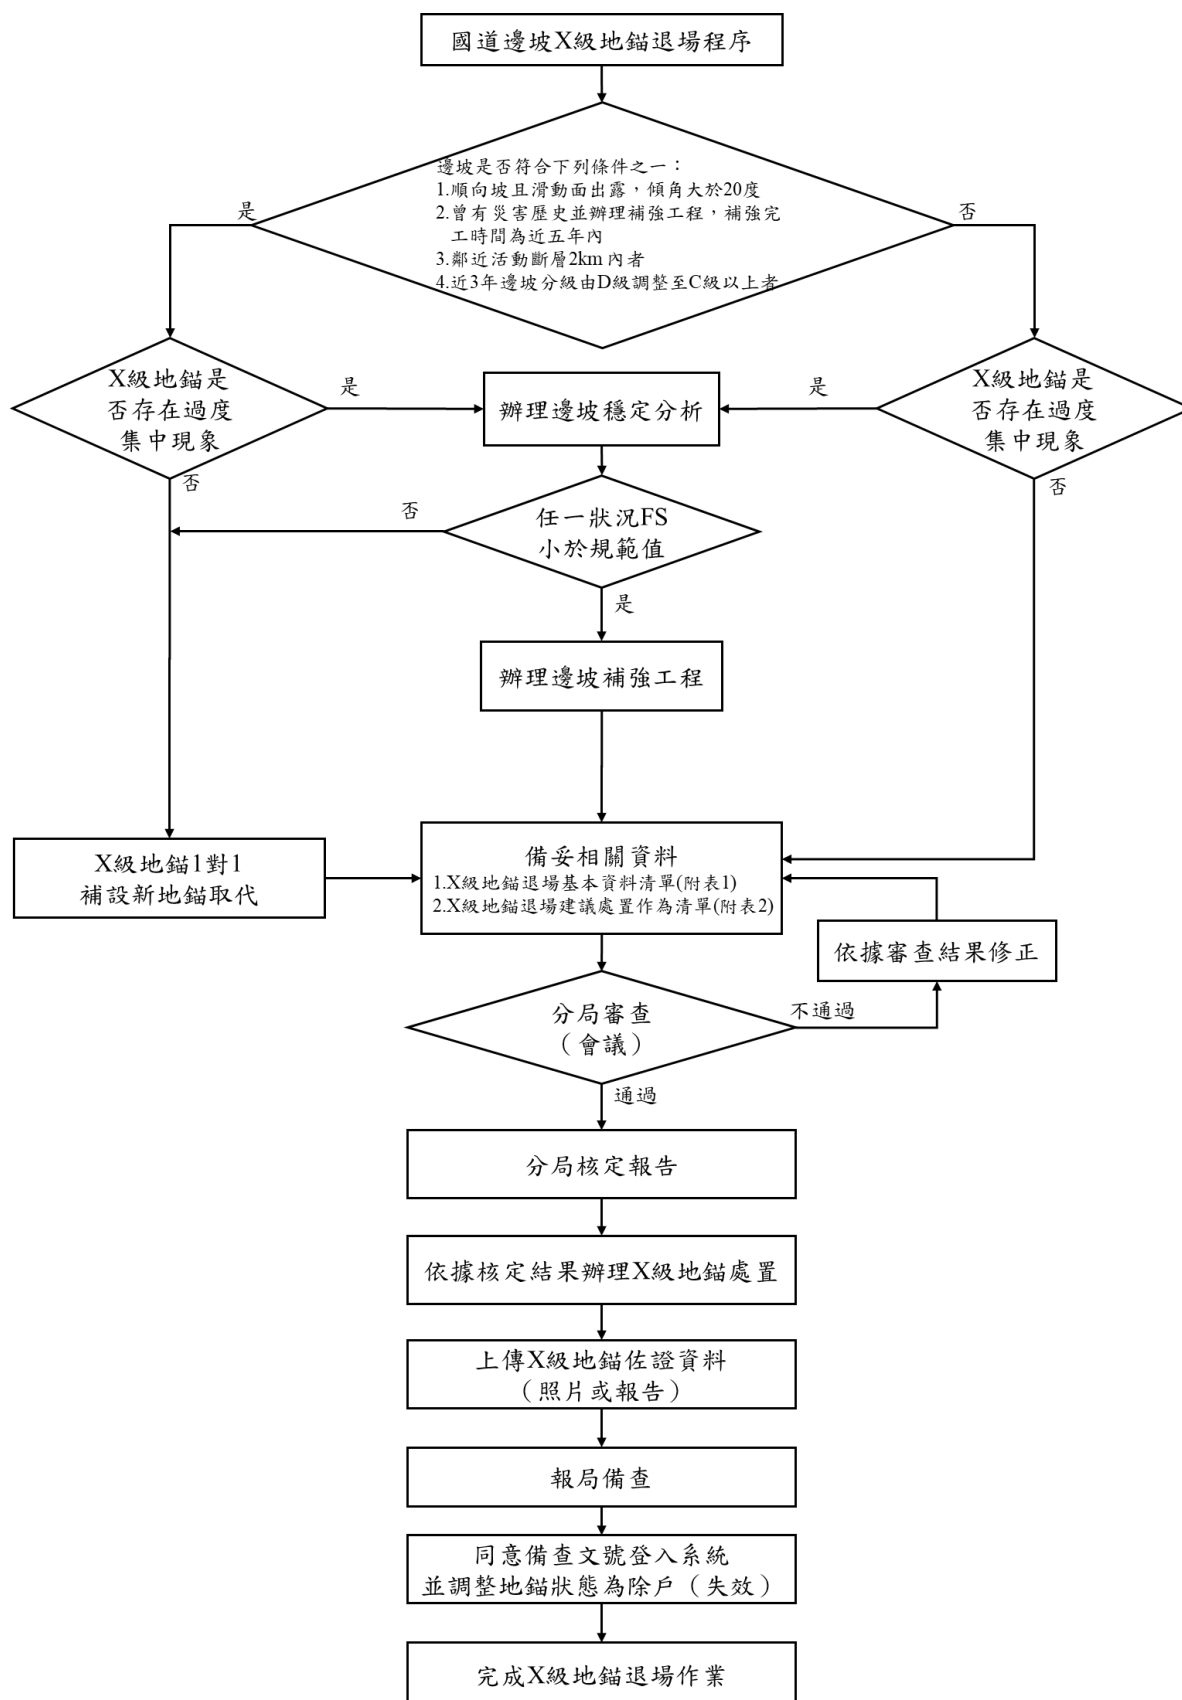 國道邊坡X級地錨退場程序
邊坡是否符合下列條件之一：
1.順向坡且滑動面出露，傾角大於20度
2.曾有災害歷史並辦理補強工程，補強完
工時間為近五年內
3.鄰近活動斷層2km內者
4.近3年邊坡分級由D級調整至C級以上者
是
否
X級地錨是
否存在過度
集中現象
是
辦理邊坡穩定分析
是
X級地錨是
否存在過度
集中現象
否
否
否
任一狀況FS
小於規範值
是
辦理邊坡補強工程
X級地錨1對1
補設新地錨取代
備妥相關資料
1.X級地錨退場基本資料清單(附表1)
2.X級地錨退場建議處置作為清單(附表2)
依據審查結果修正
分局審查
（會議）
不通過
通過
分局核定報告
依據核定結果辦理X級地錨處置
上傳X級地錨佐證資料
（照片或報告）
報局備查
同意備查文號登入系統
並調整地錨狀態為除戶（失效）
完成X級地錨退場作業